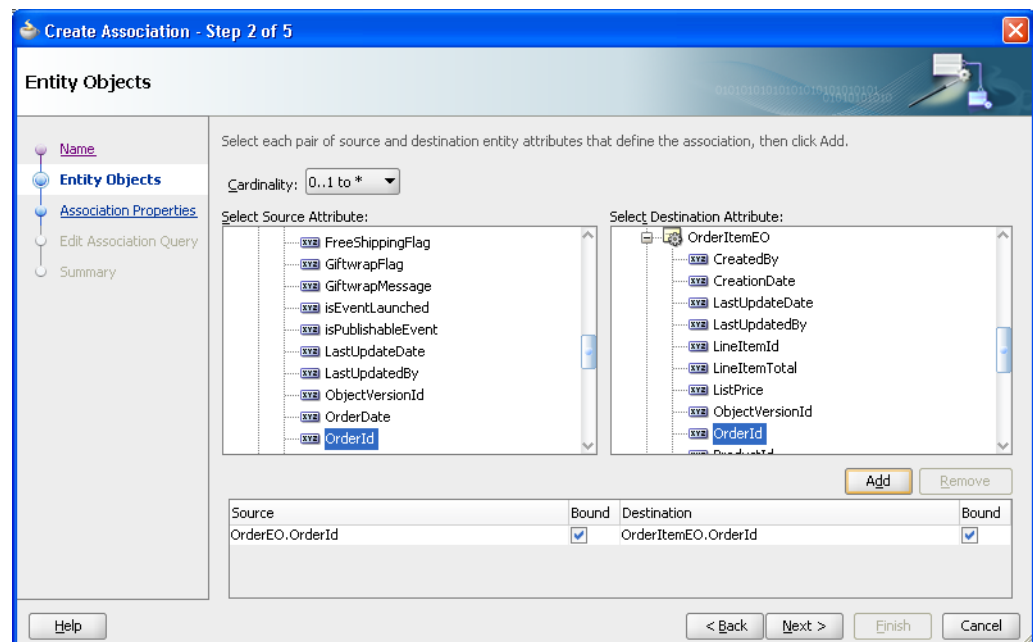 Create Association - Step 2 of 5
Entity Objects
Name
Entity Objects
Association Properties
Edit Association Query
Summary
Select each pair of source and destination entity attributes that define the association, then click Add.
Cardinality: 0..1 to *
Select Source Attribute:
FreeShippingFlag
GiftwrapFlag
GiftwrapMessage
isEventLaunched
isPublishableEvent
LastUpdateDate
LastUpdatedBy
ObjectVersionId
OrderDate
OrderId
Select Destination Attribute:
OrderItemEO
CreatedBy
CreationDate
LastUpdateDate
LastUpdatedBy
LineItemId
LineItemTotal
ListPrice
ObjectVersionId
OrderId
ProductId
Add Remove
Source Bound Destination Bound
OrderEO.OrderId OrderItemEO.OrderId
Help < Back Next > Finish Cancel